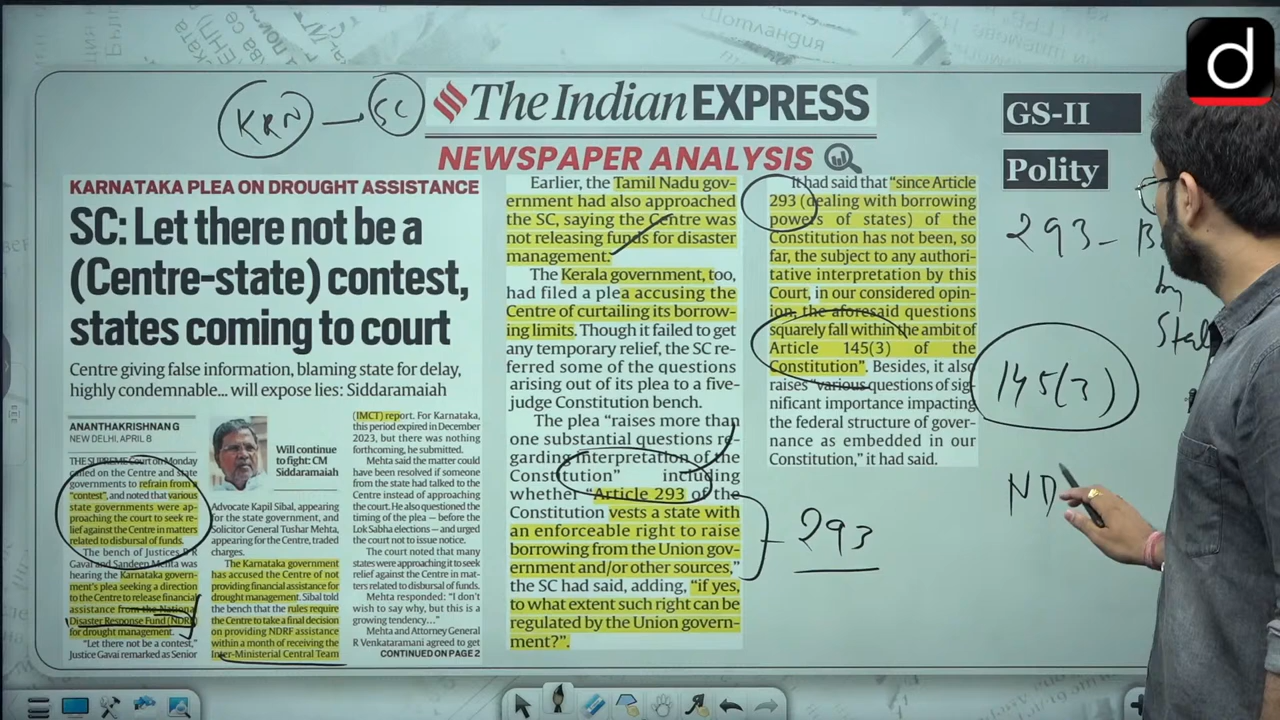 KRN — SC
The Indian EXPRESS
NEWSPAPER ANALYSIS
d
GS-II
Polity
KARNATAKA PLEA ON DROUGHT ASSISTANCE
SC: Let there not be a
(Centre-state) contest,
states coming to court
Centre giving false information, blaming state for delay,
highly condemnable... will expose lies: Siddaramaiah
ANANTHAKRISHNAN G
NEW DELHI, APRIL 8
THE SUPREME Court on Monday
called on the Centre and state
governments to refrain from a
"contest", and noted that various
state governments were ap-
proaching the court to seek re-
lief against the Centre in matters
related to disbursal of funds.
The bench of Justices B R
Gavai and Sandeep Mehta was
hearing the Karnataka govern-
ment's plea seeking a direction
to the Centre to release financial
assistance from the National
Disaster Response Fund (NDRF)
for drought management.
"Let there not be a contest,"
Justice Gavai remarked as Senior
Will continue
to fight: CM
Siddaramaiah
Advocate Kapil Sibal, appearing
for the state government, and
Solicitor General Tushar Mehta,
appearing for the Centre, traded
charges.
The Karnataka government
has accused the Centre of not
providing financial assistance for
drought management. Sibal told
the bench that the rules require
the Centre to take a final decision
on providing NDRF assistance
within a month of receiving the
Inter-Ministerial Central Team
(IMCT) report. For Karnataka,
this period expired in December
2023, but there was nothing
forthcoming, he submitted.
Mehta said the matter could
have been resolved if someone
from the state had talked to the
Centre instead of approaching
the court. He also questioned the
timing of the plea – before the
Lok Sabha elections – and urged
the court not to issue notice.
The court noted that many
states were approaching it to seek
relief against the Centre in mat-
ters related to disbursal of funds.
Mehta responded: "I don't
wish to say why, but this is a
growing tendency..."
Mehta and Attorney General
R Venkataramani agreed to get
CONTINUED ON PAGE 2
Earlier, the Tamil Nadu gov-
ernment had also approached
the SC, saying the Centre was
not releasing funds for disaster
management.
The Kerala government, too,
had filed a plea accusing the
Centre of curtailing its borrow-
ing limits. Though it failed to get
any temporary relief, the SC re-
ferred some of the questions
arising out of its plea to a five-
judge Constitution bench.
The plea "raises more than
one substantial questions re-
garding interpretation of the
Constitution" including
whether "Article 293 of the
Constitution vests a state with
an enforceable right to raise
borrowing from the Union gov-
ernment and/or other sources,"
the SC had said, adding, "if yes,
to what extent such right can be
regulated by the Union govern-
ment?".
It had said that "since Article
293 (dealing with borrowing
powers of states) of the
Constitution has not been, so
far, the subject to any authori-
tative interpretation by this
Court, in our considered opin-
ion, the aforesaid questions
squarely fall within the ambit of
Article 145(3) of the
Constitution". Besides, it also
raises "various questions of sig-
nificant importance impacting
the federal structure of gover-
nance as embedded in our
Constitution," it had said.
293
293 - B
by
Stat
145(3)
ND